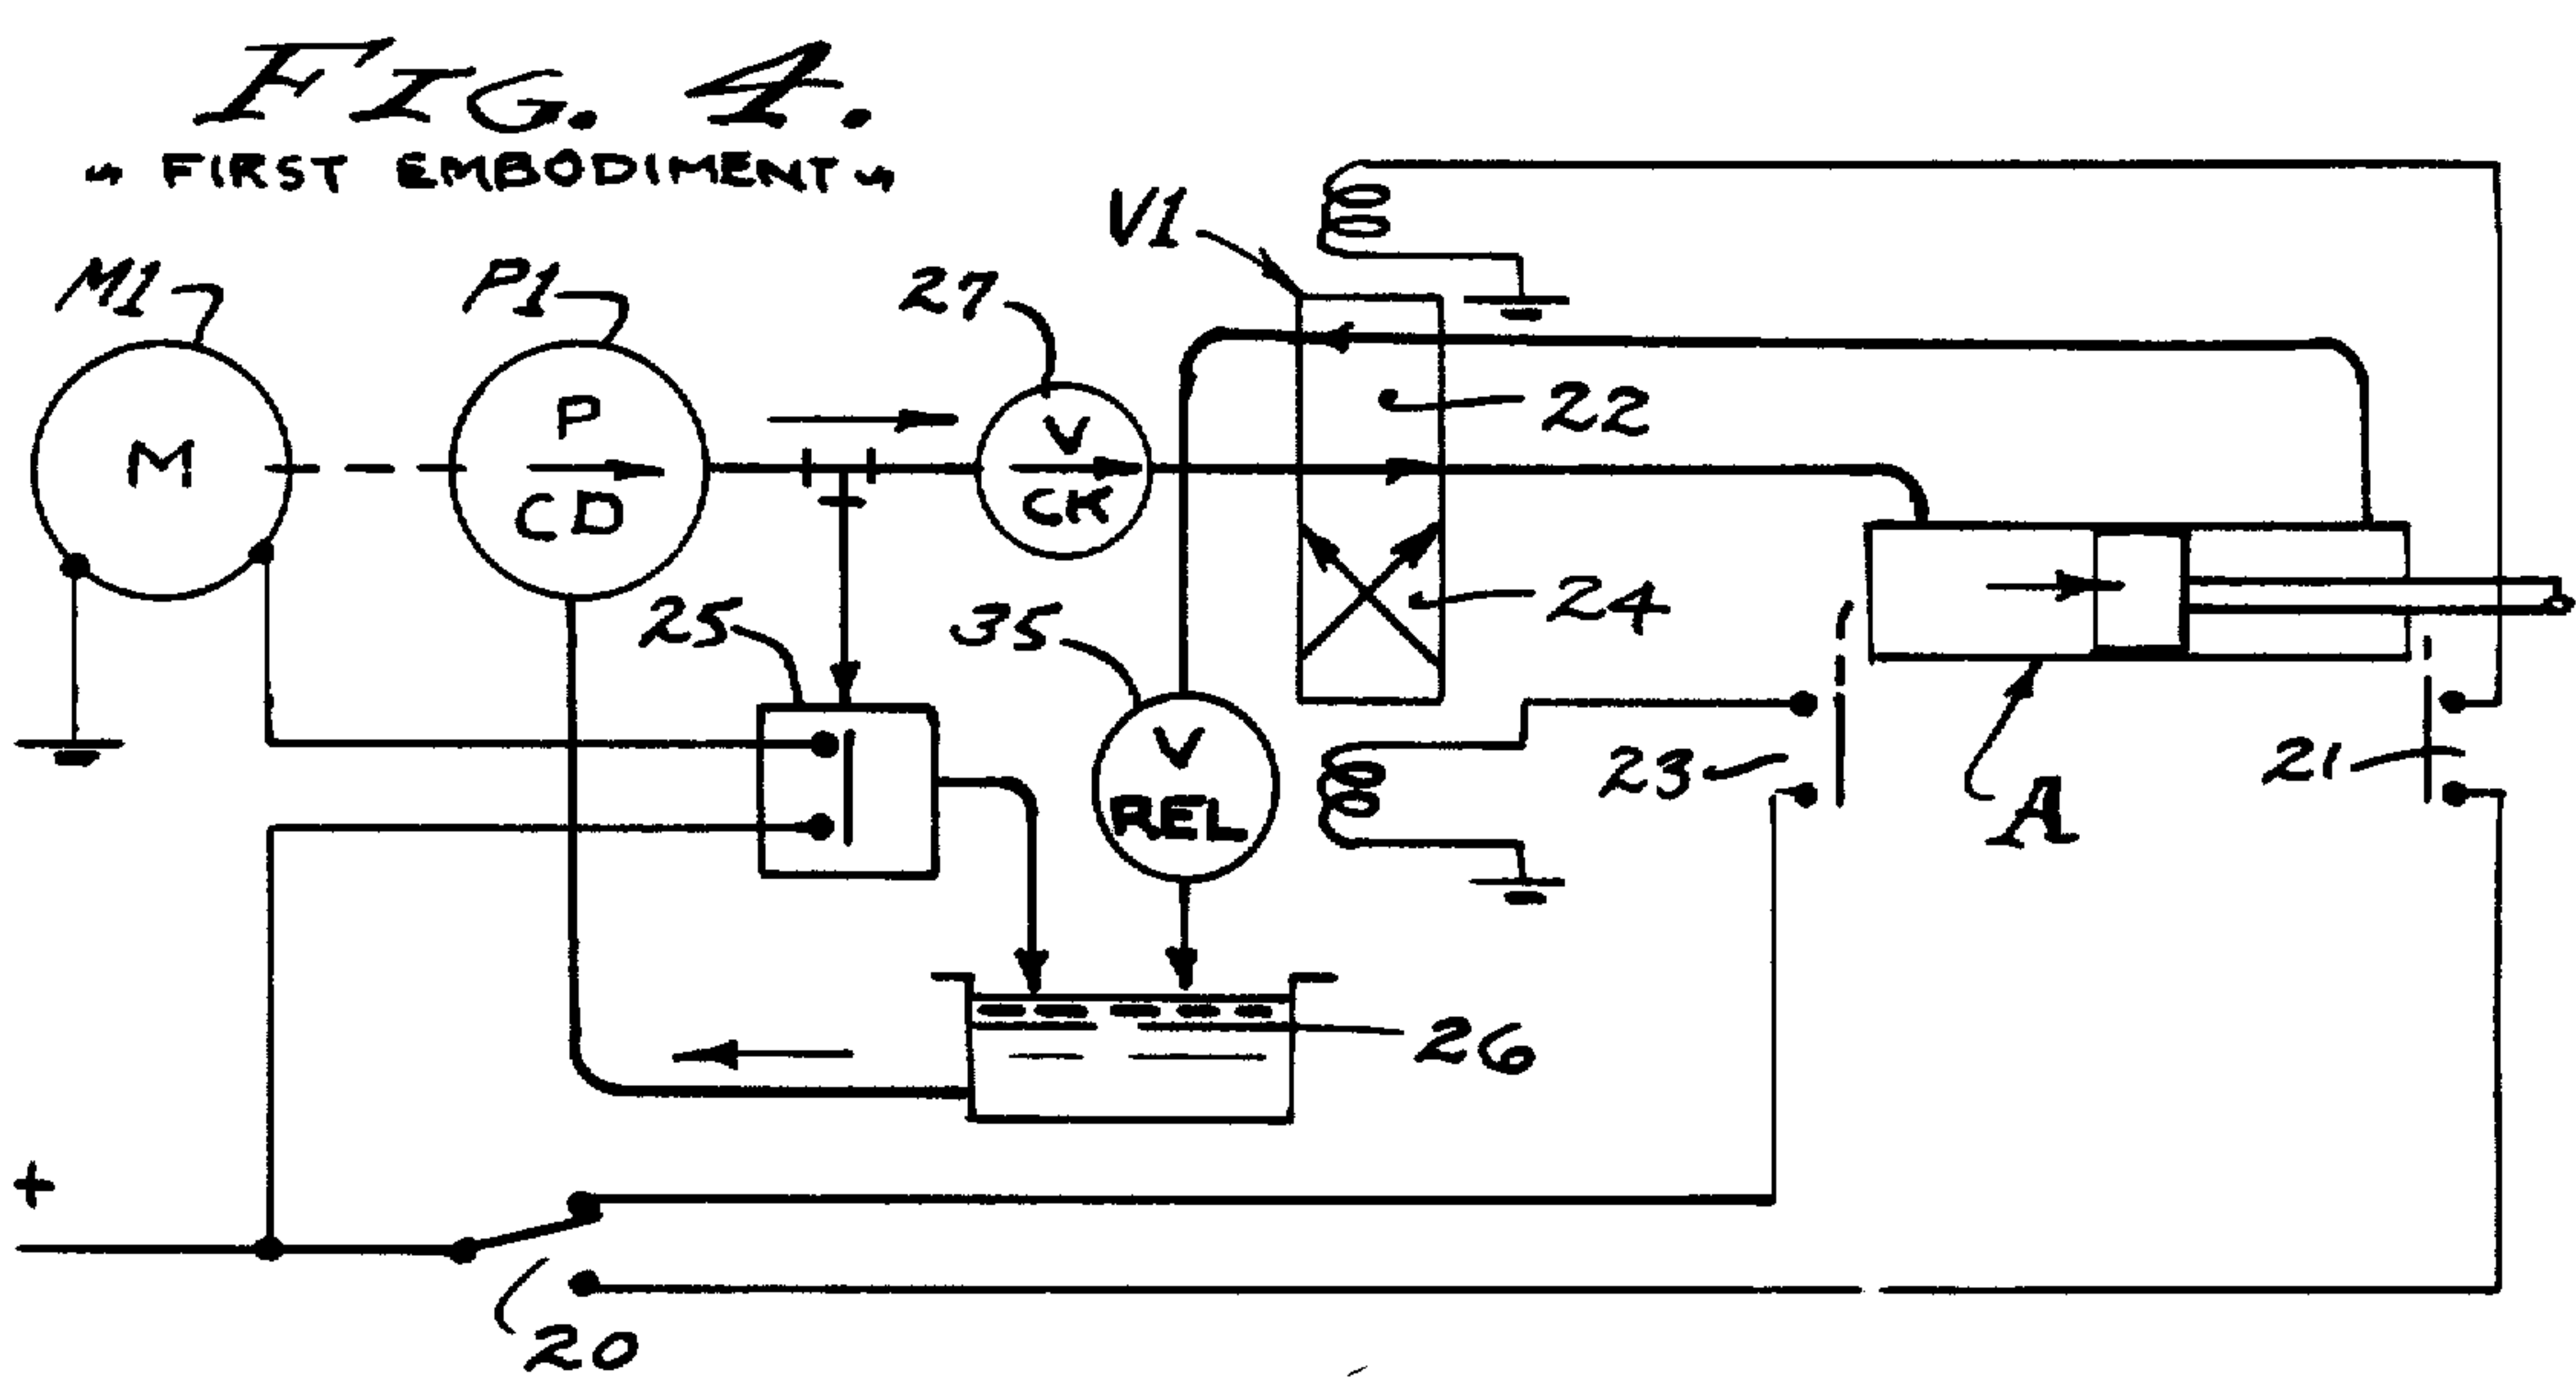 FIG. 4.
" FIRST EMBODIMENT "
M1
P1
27
V1
M
P
CD
V
CK
22
24
25
35
V
REL
23
21
A
26
+
20